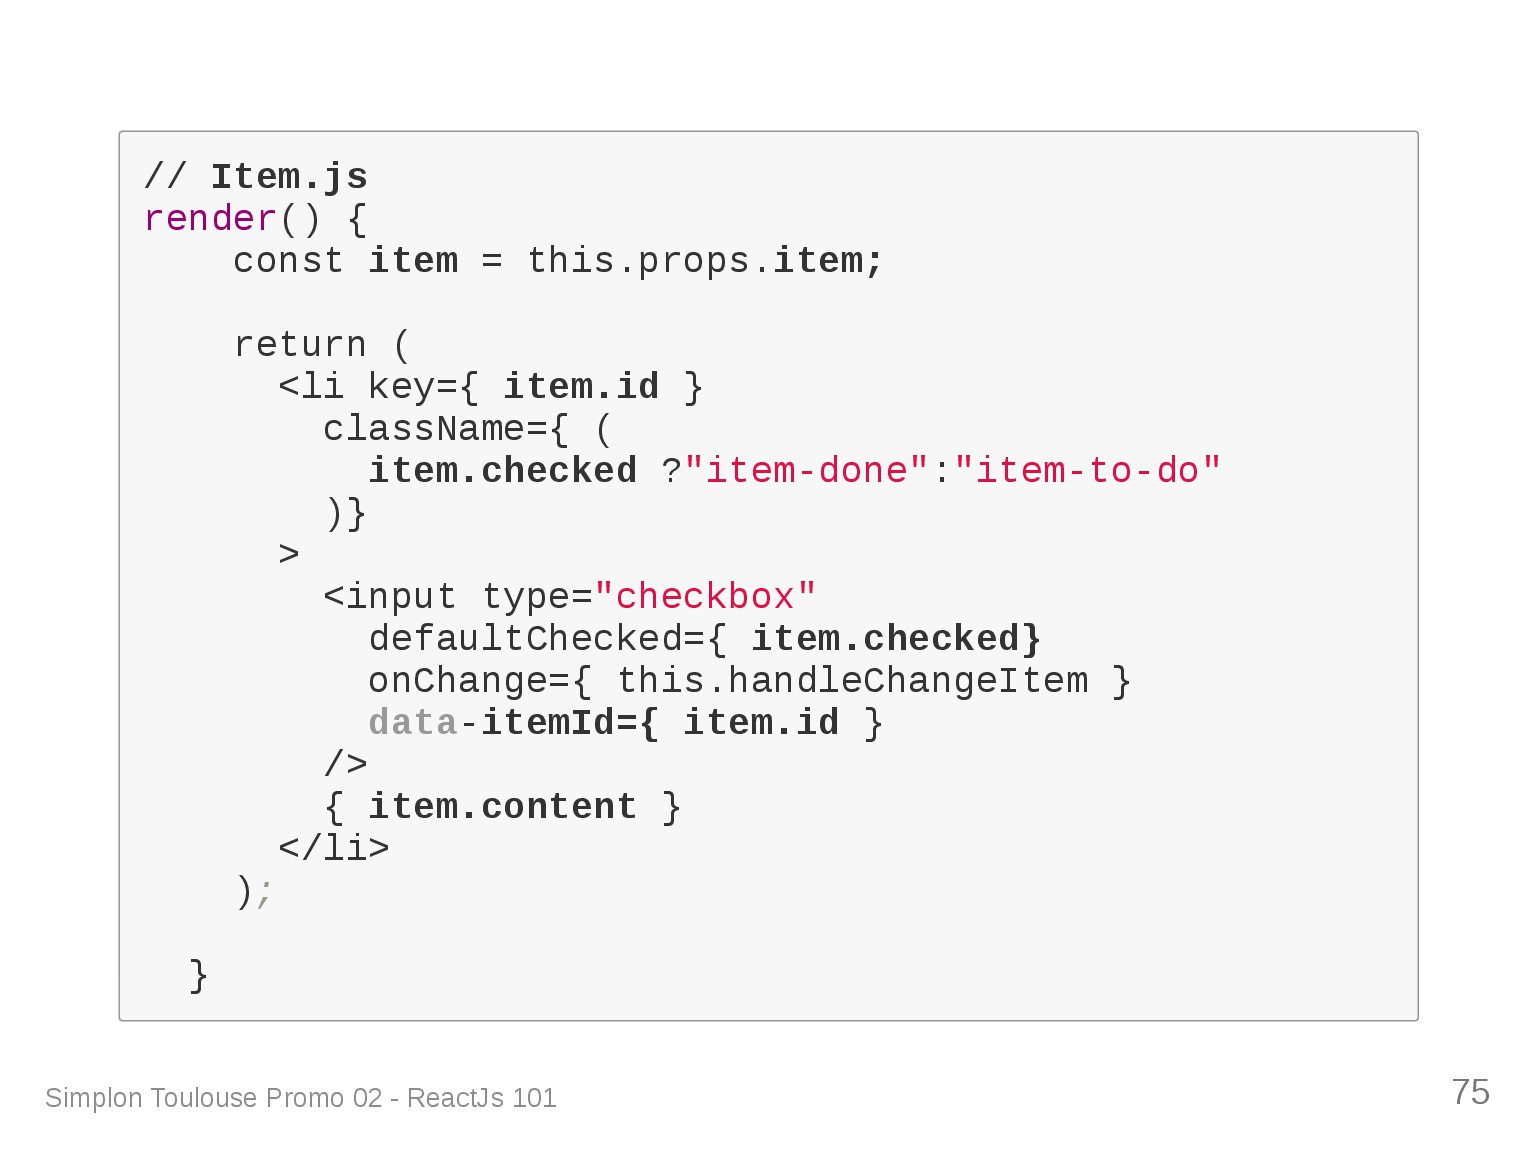 // Item.js
render() {
    const item = this.props.item;

    return (
      <li key={ item.id }
        className={ (
          item.checked ?"item-done":"item-to-do"
        )}
      >
        <input type="checkbox"
          defaultChecked={ item.checked}
          onChange={ this.handleChangeItem }
          data-itemId={ item.id }
        />
        { item.content }
      </li>
    );

  }
Simplon Toulouse Promo 02 - ReactJs 101
75